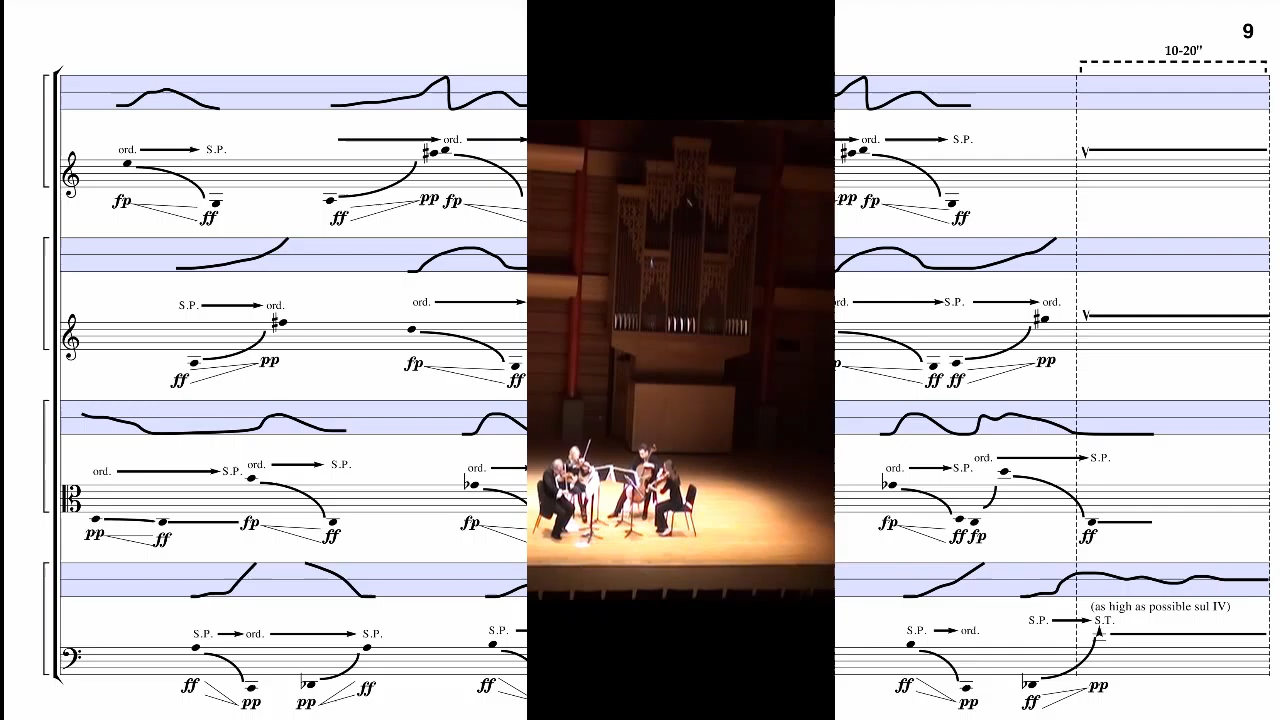 9
10-20"
ord. S.P. ord. ord. S.P.
fp ff ff pp fp pp fp ff
S.P. ord. ord. S.P. ord.
ff pp fp ff ff ff pp
ord. S.P. ord. S.P. ord. ord. S.P. ord. S.P.
pp ff fp ff fp fp ff fp ff
(as high as possible sul IV)
S.P. ord. S.P. S.P. S.P. ord. S.P. S.T.
ff pp pp ff ff ff pp ff pp